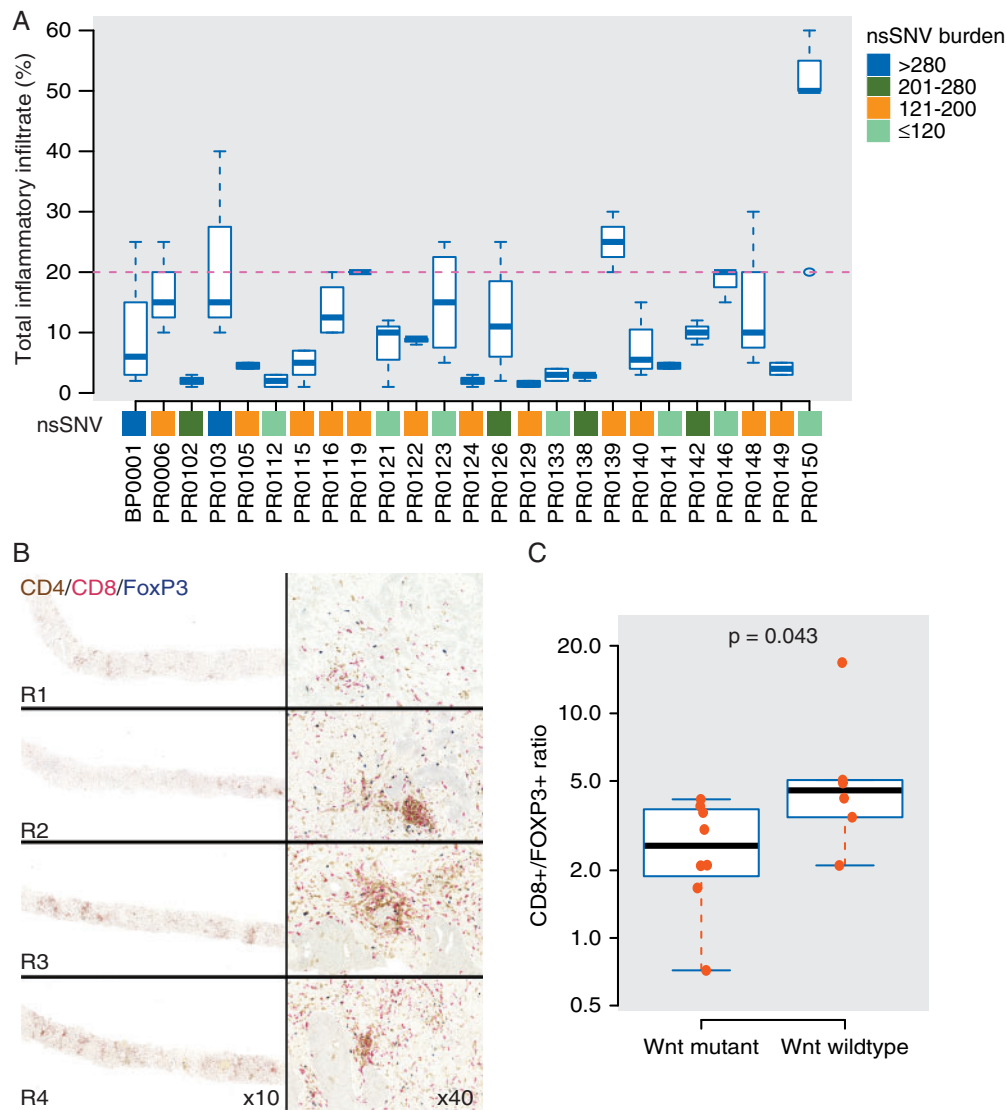 A
Total inflammatory infiltrate (%)
60
50
40
30
20
10
0
nsSNV burden
>280
201-280
121-200
≤120
nsSNV
BP0001
PR0006
PR0102
PR0103
PR0105
PR0112
PR0115
PR0116
PR0119
PR0121
PR0122
PR0123
PR0124
PR0126
PR0129
PR0133
PR0138
PR0139
PR0140
PR0141
PR0142
PR0146
PR0148
PR0149
PR0150
B
CD4/CD8/FoxP3
R1
R2
R3
R4
x10
x40
C
p = 0.043
CD8+/FOXP3+ ratio
20.0
10.0
5.0
2.0
1.0
0.5
Wnt mutant
Wnt wildtype